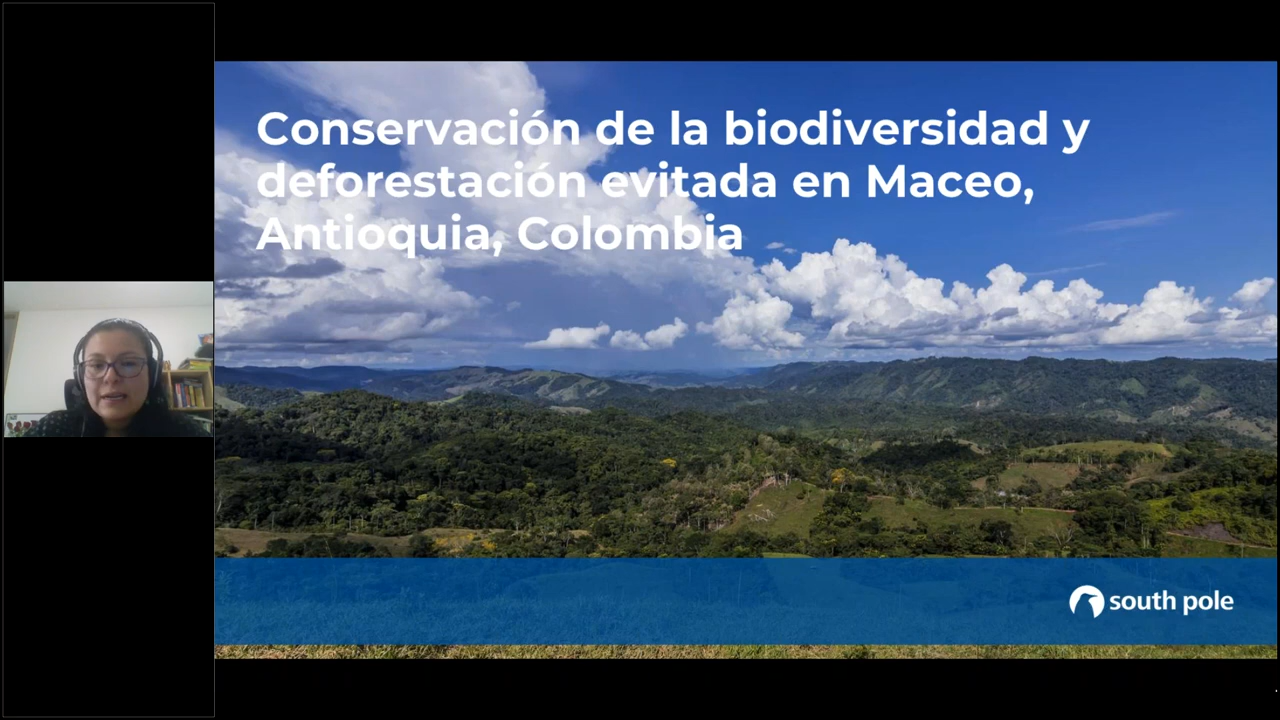 Conservación de la biodiversidad y
deforestación evitada en Maceo,
Antioquia, Colombia
south pole